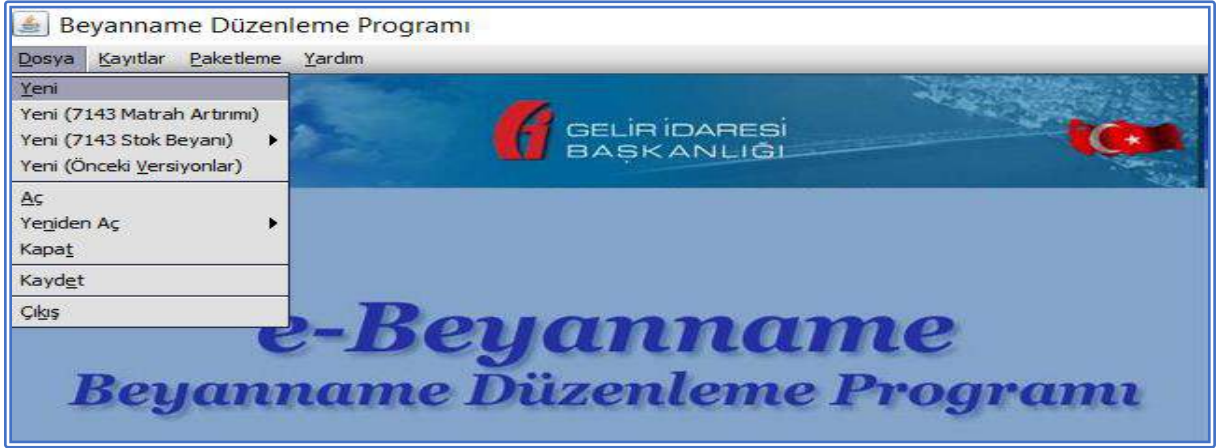 Beyanname Düzenleme Programı
Dosya Kayıtlar Paketleme Yardım
Yeni
Yeni (7143 Matrah Artırımı)
Yeni (7143 Stok Beyanı)
Yeni (Önceki Versiyonlar)
Aç
Yeniden Aç
Kapat
Kaydet
Çıkış
GELİR İDARESİ
BAŞKANLIĞI
e-Beyanname
Beyanname Düzenleme Programı